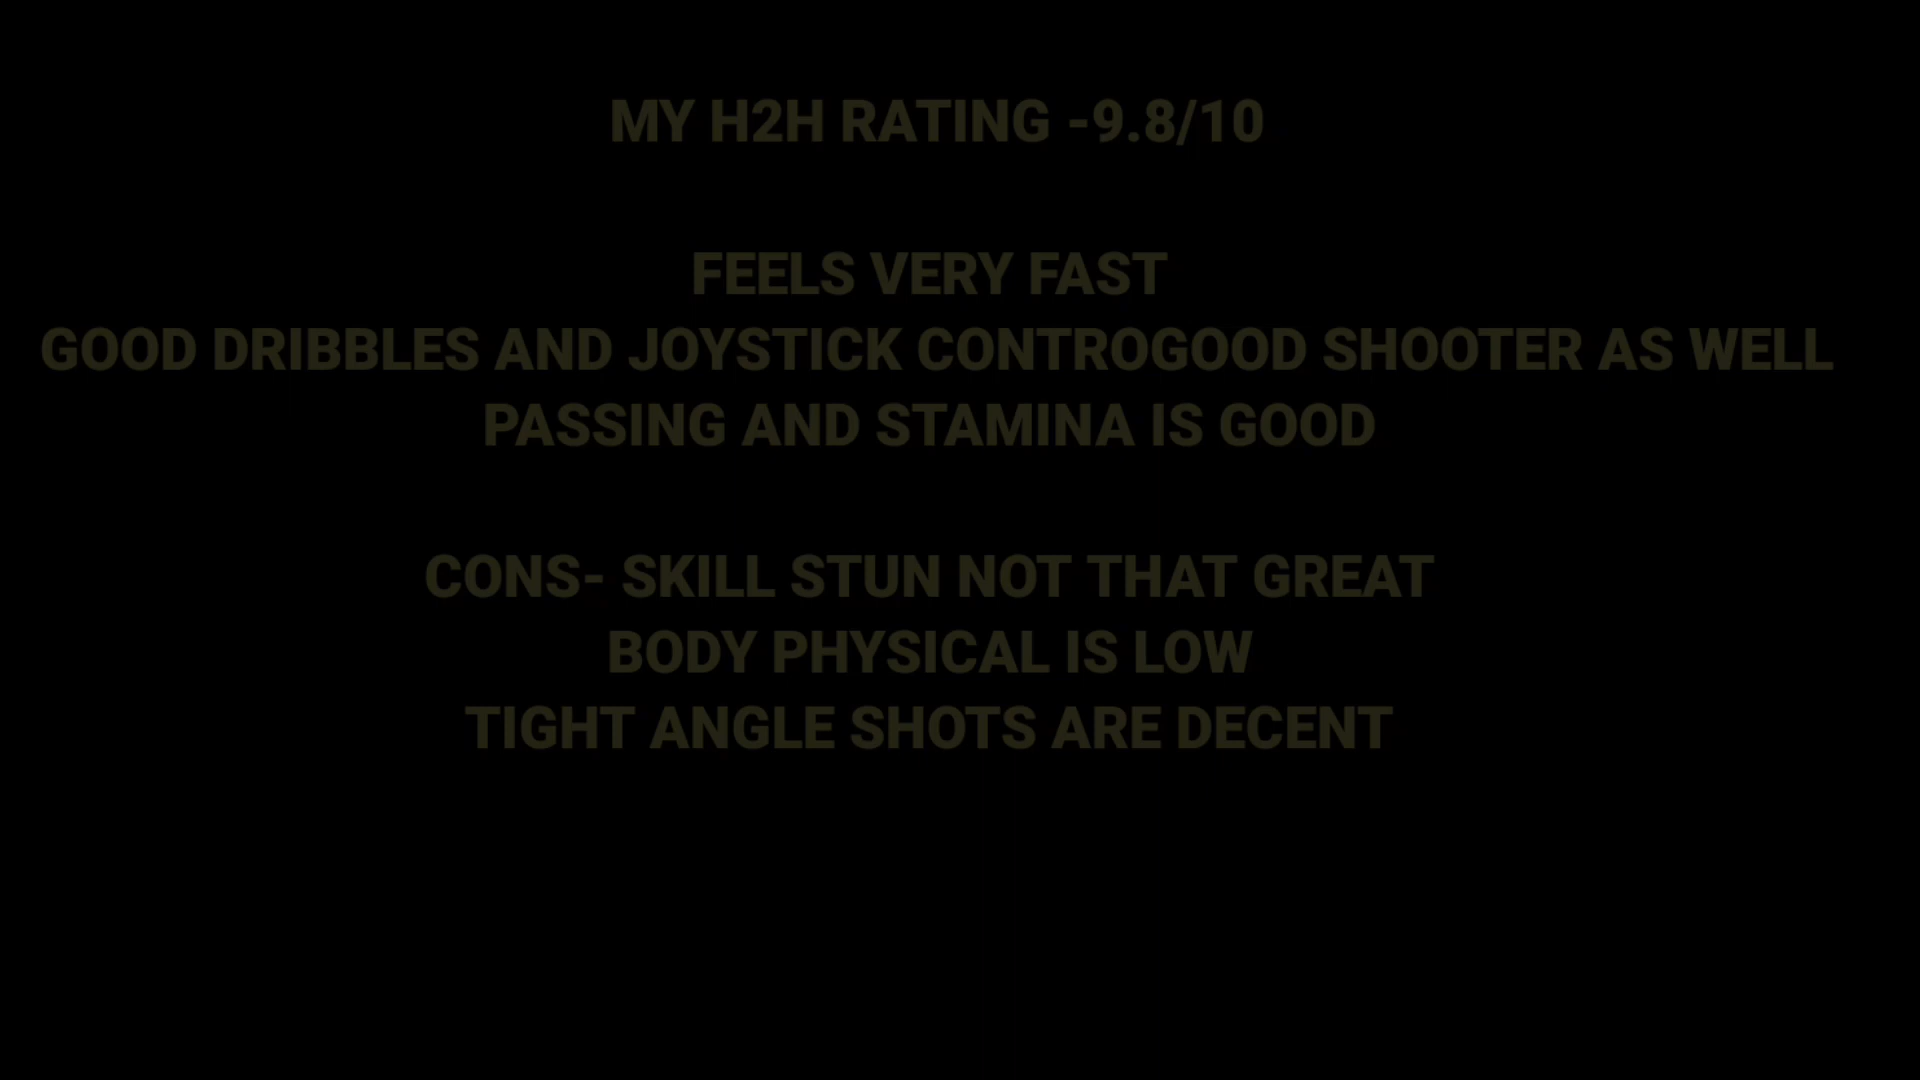 MY H2H RATING -9.8/10
FEELS VERY FAST
GOOD DRIBBLES AND JOYSTICK CONTROGOOD SHOOTER AS WELL
PASSING AND STAMINA IS GOOD
CONS- SKILL STUN NOT THAT GREAT
BODY PHYSICAL IS LOW
TIGHT ANGLE SHOTS ARE DECENT